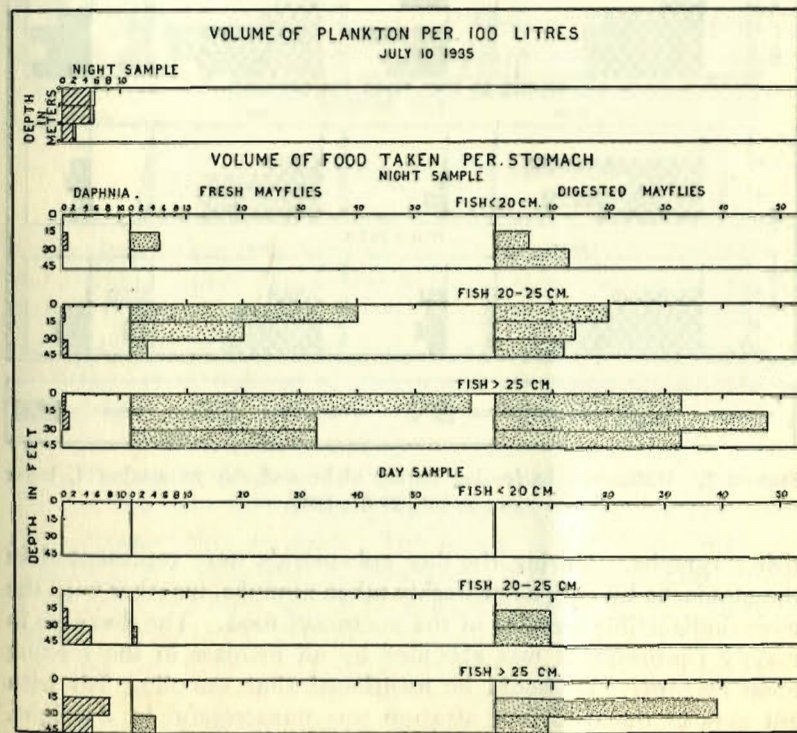 VOLUME OF PLANKTON PER 100 LITRES
JULY 10 1935
NIGHT SAMPLE
0 2 4 6 8 10
DEPTH IN METERS
VOLUME OF FOOD TAKEN PER. STOMACH
NIGHT SAMPLE
DAPHNIA. FRESH MAYFLIES DIGESTED MAYFLIES
FISH<20 CM.
0 2 4 6 8 10 0 2 4 6 8 10 20 30 40 50 10 20 30 40 50
0
15
30
45
FISH 20-25 CM.
0
15
30
45
FISH > 25 CM.
0
15
30
45
DAY SAMPLE
FISH < 20 CM.
0 2 4 6 8 10 0 2 4 6 8 10 20 30 40 50 10 20 30 40 50
0
15
30
45
FISH 20-25 CM.
0
15
30
45
FISH > 25 CM.
0
15
30
45
DEPTH IN FEET